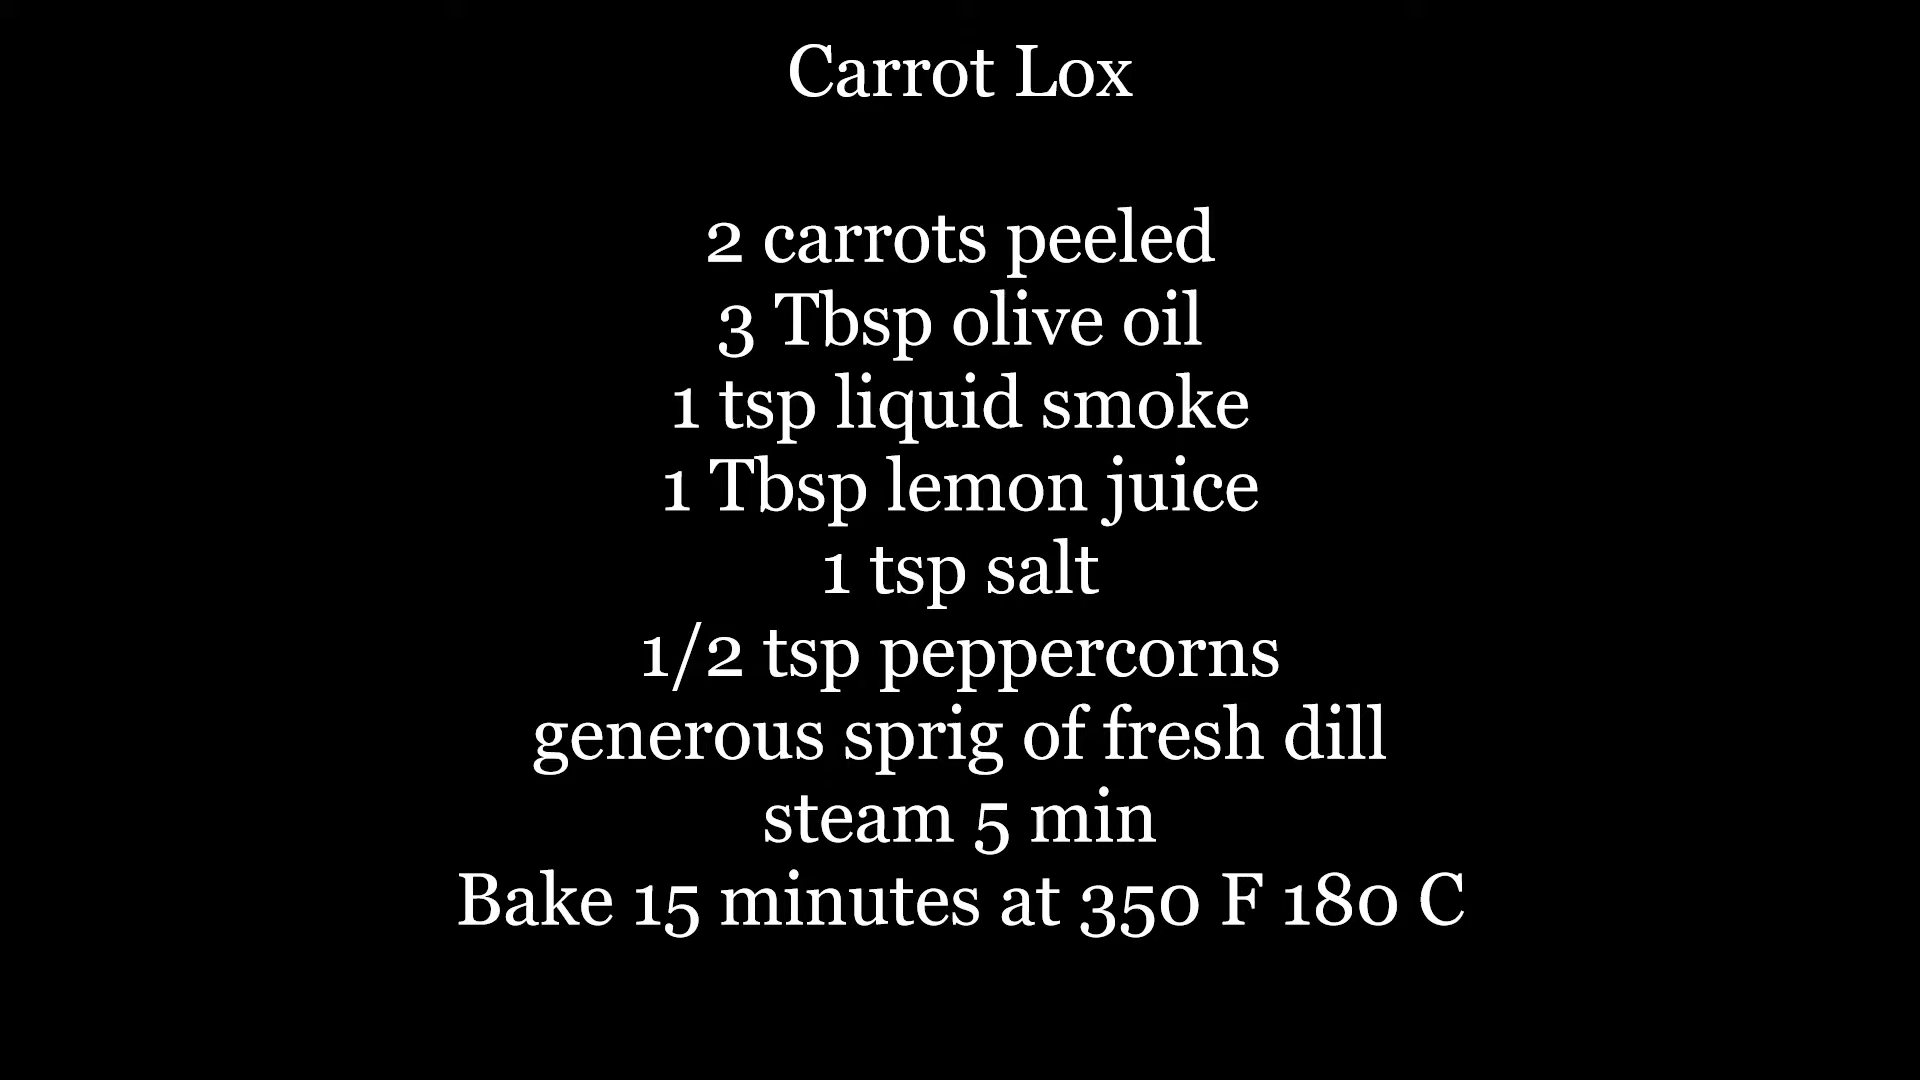 Carrot Lox
2 carrots peeled
3 Tbsp olive oil
1 tsp liquid smoke
1 Tbsp lemon juice
1 tsp salt
1/2 tsp peppercorns
generous sprig of fresh dill
steam 5 min
Bake 15 minutes at 350 F 180 C